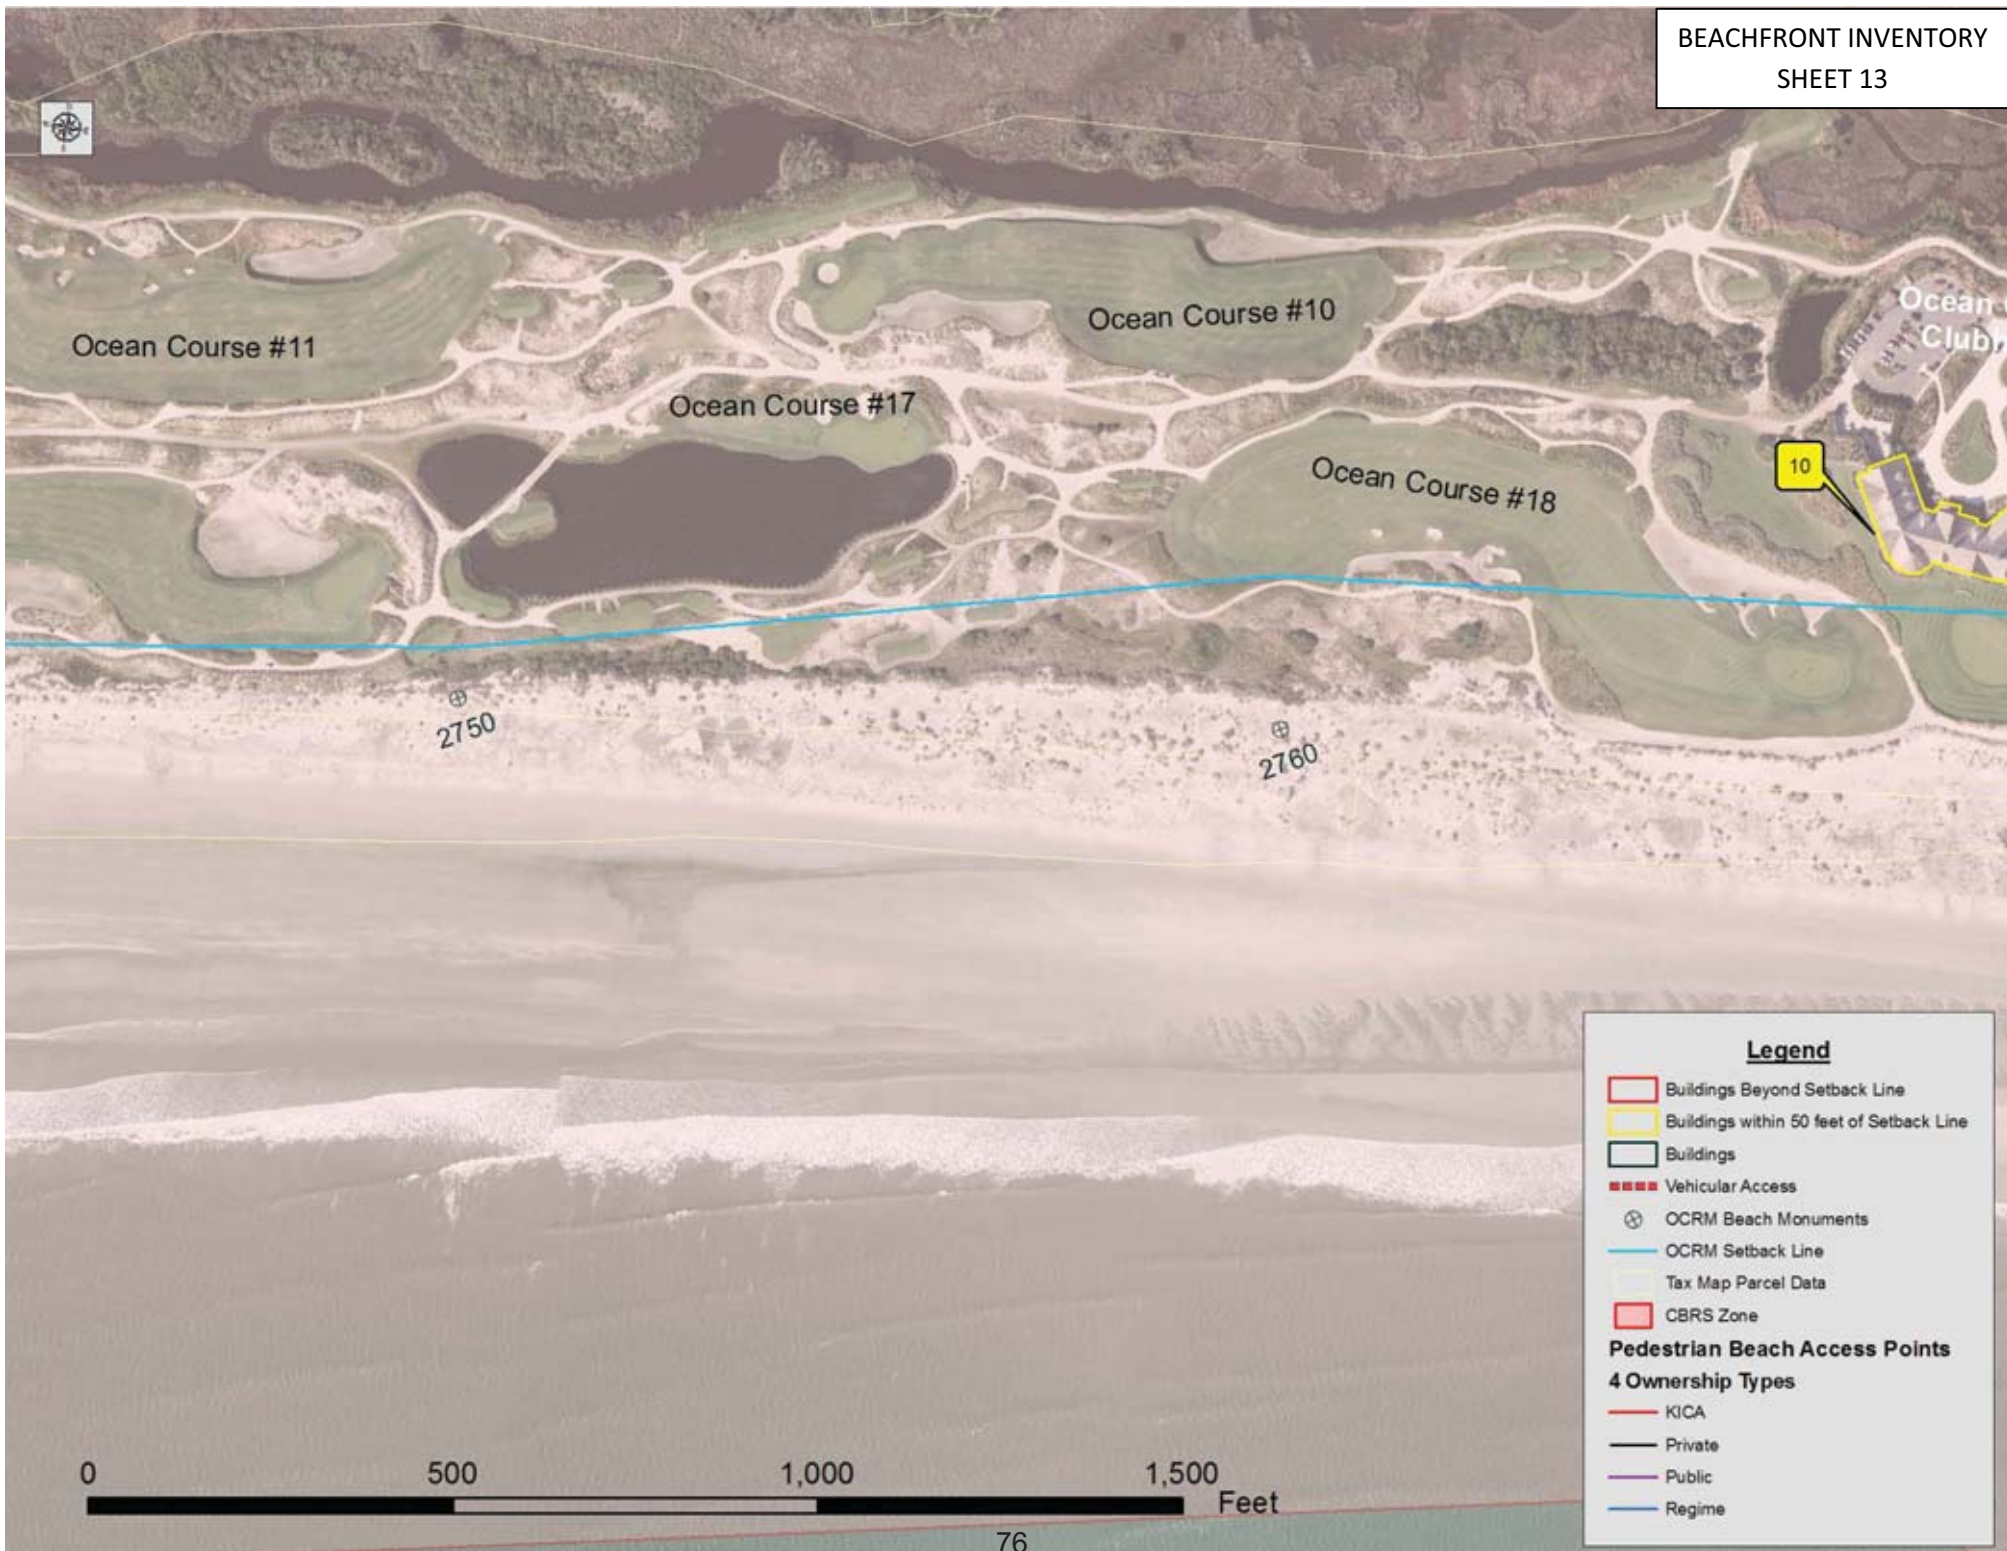 BEACHFRONT INVENTORY
SHEET 13
Ocean
Ocean Course #10
Ocean Course #11
Ocean Course #17
10
Ocean Course #18
2750
2760
Legend
Buildings Beyond Setback Line
Buildings within 50 feet of Setback Line
Buildings
Vehicular Access
OCRM Beach Monuments
OCRM Setback Line
Tax Map Parcel Data
CBRS Zone
Pedestrian Beach Access Points
4 Ownership Types
KICA
Private
Public
Regime
0 500 1,000 1,500
Feet
76